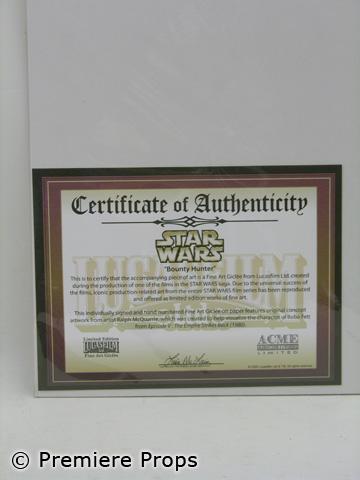 Certificate of Authenticity
STAR
WARS
"Bounty Hunter"
This is to certify that the accompanying piece of art is a Fine Art Giclée from Lucasfilm Ltd. created
during the production of one of the films in the STAR WARS saga. Due to the universal success of
the films, iconic production-related art from the entire STAR WARS film series has been reproduced
and offered as limited edition works of fine art.
LUCASFILM
This individually signed and hand numbered Fine Art Giclée on paper features original concept
artwork from artist Ralph McQuarrie, which was created to help visualize the character of Boba Fett
from Episode V: The Empire Strikes Back (1980).
Limited Edition
LUCASFILM
Fine Art Giclée
ACME
ARCHIVES
LIMITED
© Premiere Props